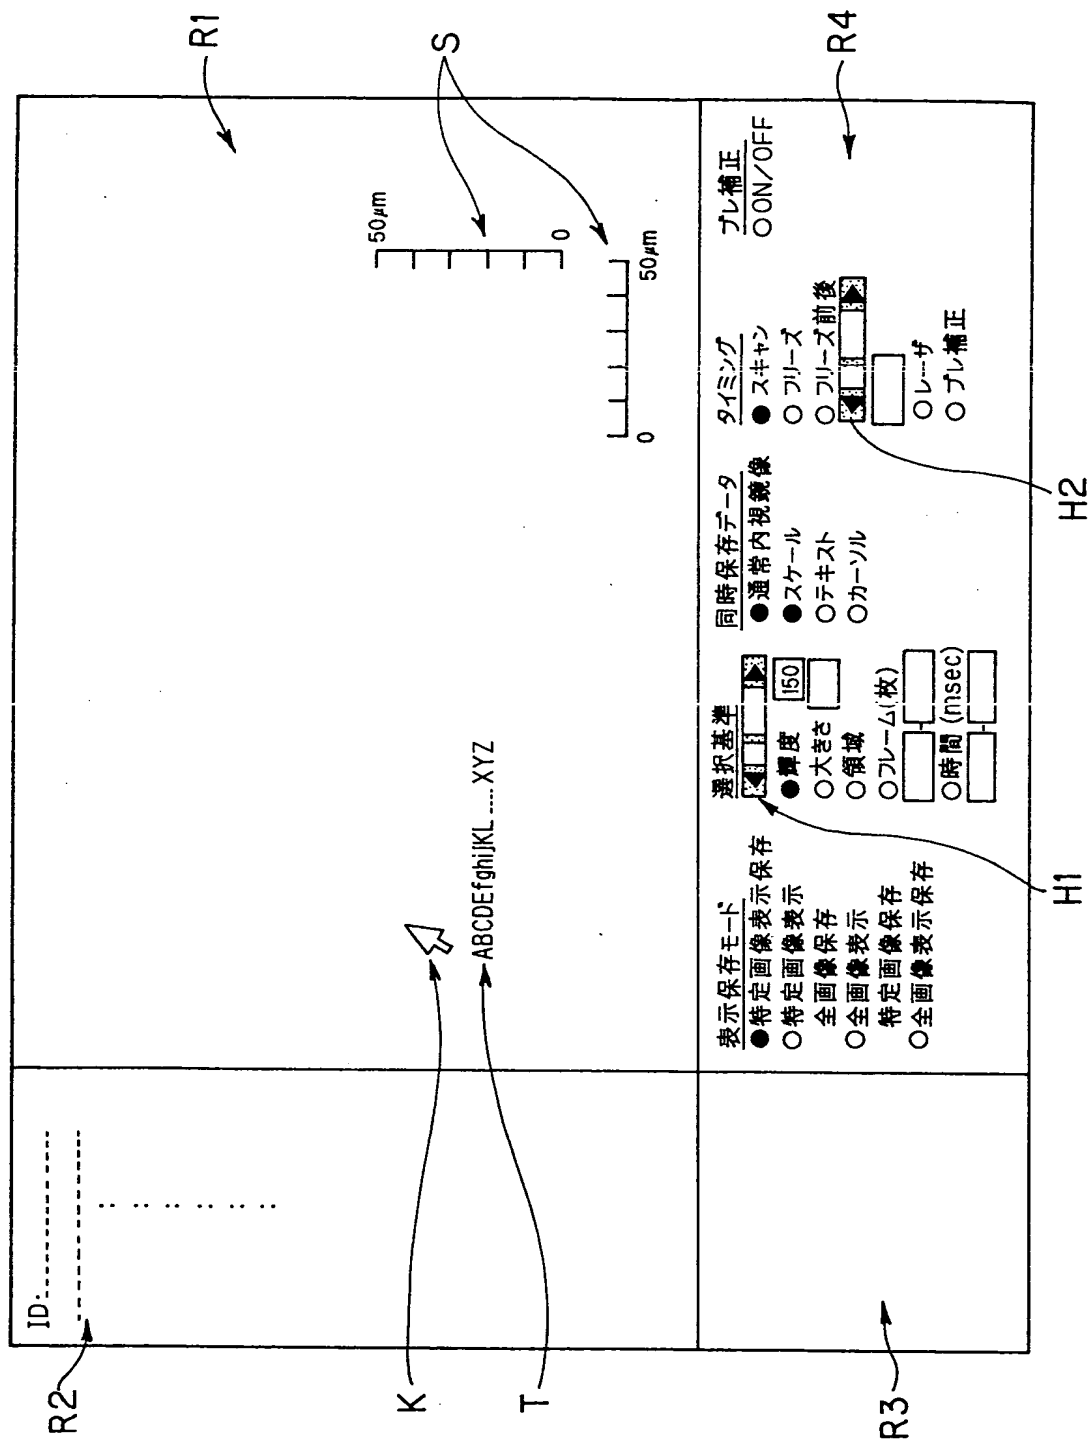 R1
S
R2
ID:
50μm
0
0
50μm
K
T
ABCDEfghijKL....XYZ
R3
R4
表示保存モード
●特定画像表示保存
○特定画像表示
全画像保存
○全画像表示
特定画像保存
○全画像表示保存
選択基準
●輝度 150
○大きさ
○領域
○フレーム(枚)
-
○時間(msec)
-
同時保存データ
●通常内視鏡像
●スケール
○テキスト
○カーソル
タイミング
●スキャン
○フリーズ
○フリーズ前後
○レーザ
○ブレ補正
ブレ補正
○ON/OFF
H1
H2